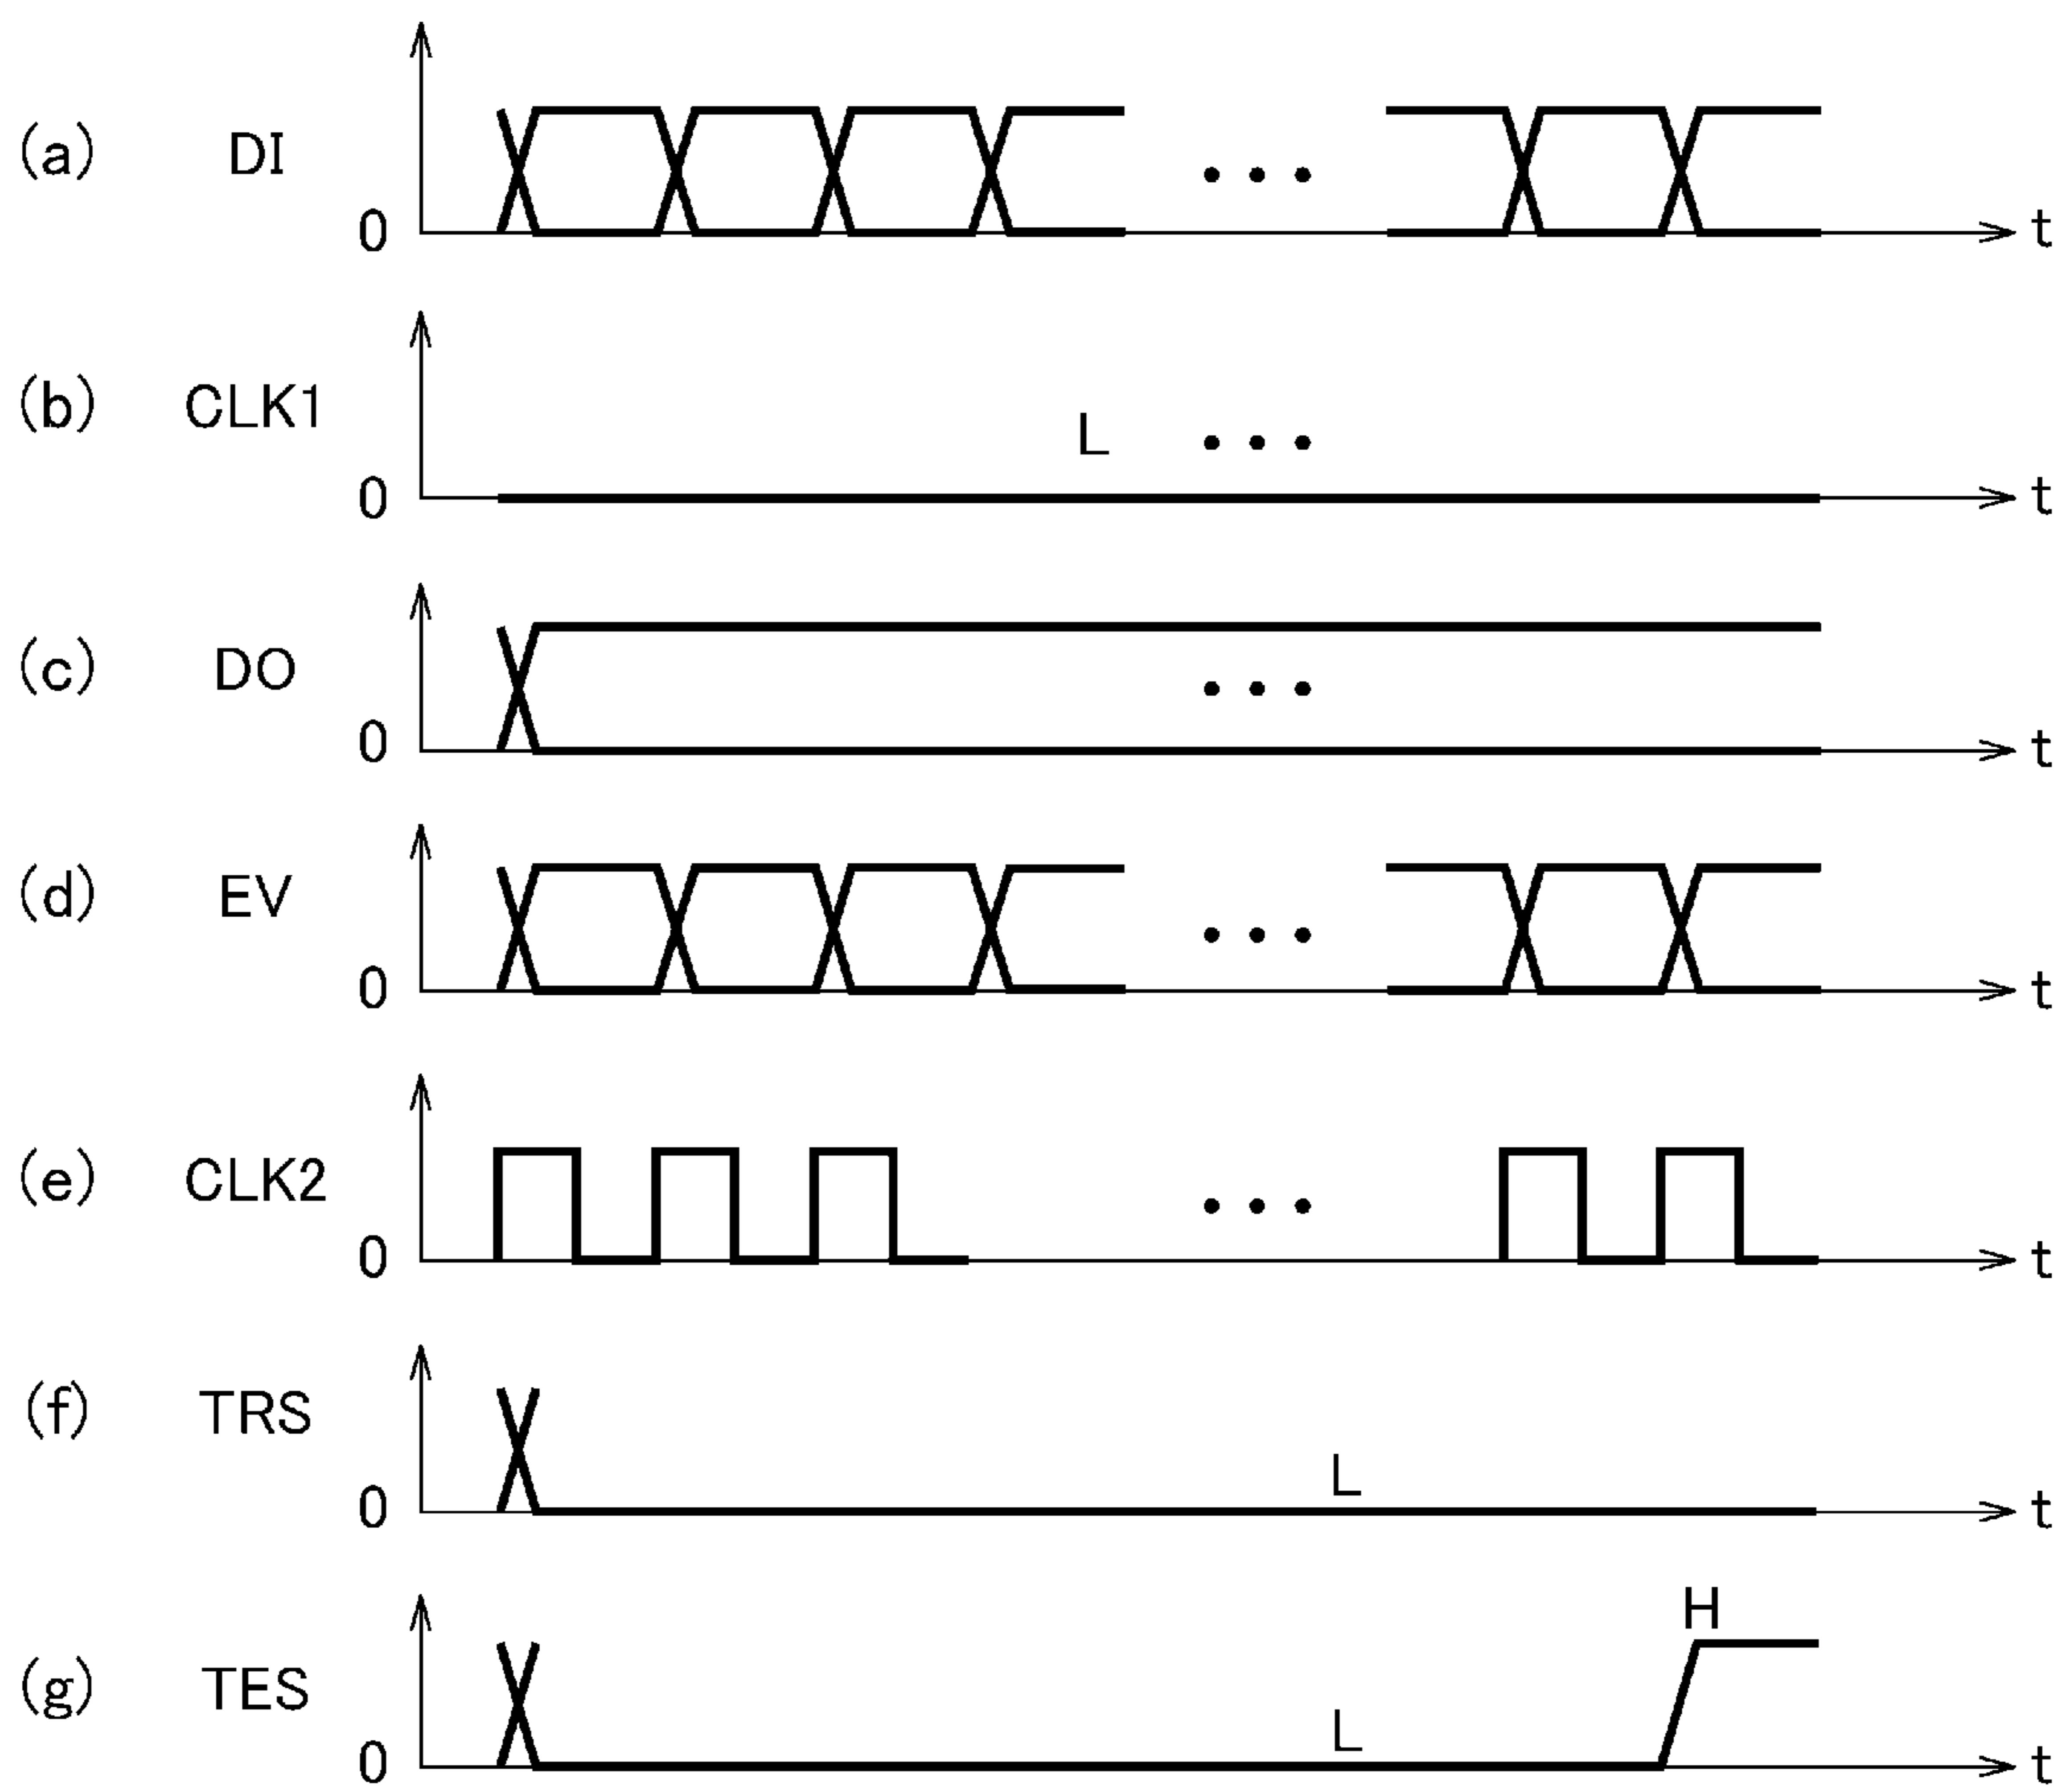 (a) DI 0 ••• t
(b) CLK1 0 L ••• t
(c) DO 0 ••• t
(d) EV 0 ••• t
(e) CLK2 0 ••• t
(f) TRS 0 L t
(g) TES 0 L H t